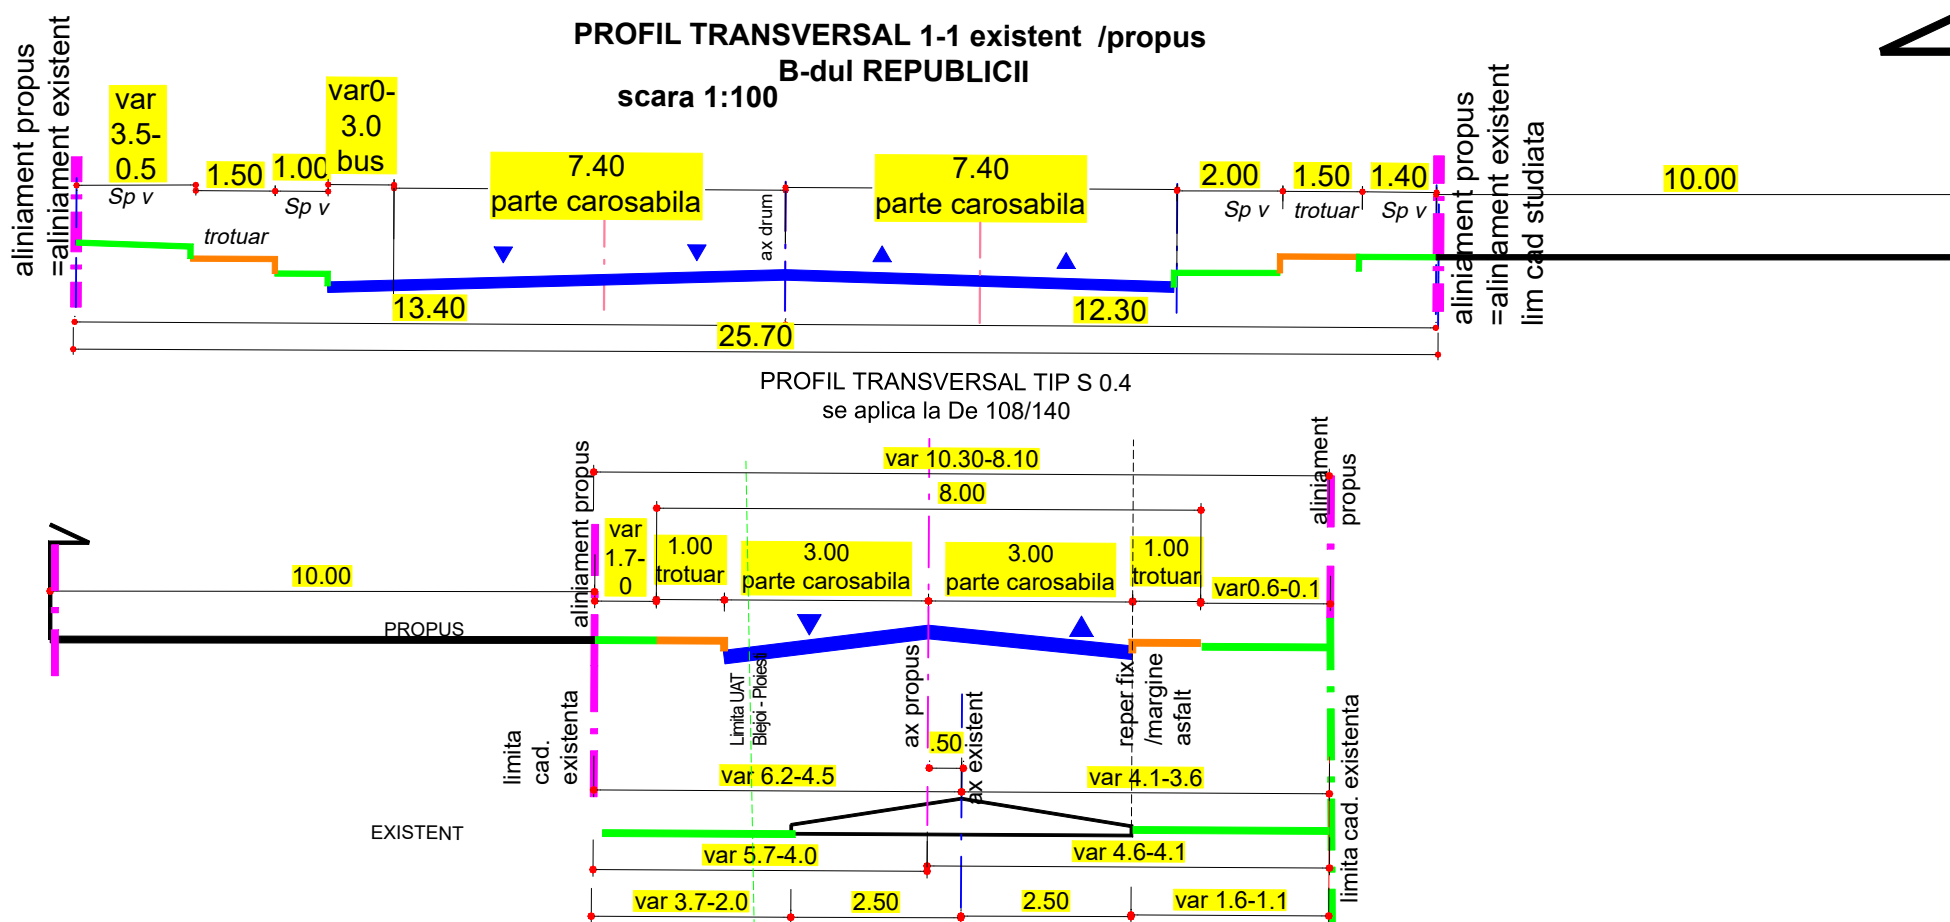 PROFIL TRANSVERSAL 1-1 existent /propus
B-dul REPUBLICII
scara 1:100
aliniament propus
=aliniament existent
var
3.5-
0.5
Sp v
1.50
trotuar
1.00
Sp v
var0-
3.0
bus
7.40
parte carosabila
ax drum
7.40
parte carosabila
2.00
Sp v
1.50
trotuar
1.40
Sp v
aliniament propus
=aliniament existent
lim cad studiata
10.00
13.40
12.30
25.70
PROFIL TRANSVERSAL TIP S 0.4
se aplica la De 108/140
aliniament propus
var 10.30-8.10
aliniament
propus
8.00
var
1.7-
0
1.00
trotuar
3.00
parte carosabila
3.00
parte carosabila
1.00
trotuar
var0.6-0.1
10.00
PROPUS
limita
cad.
existenta
Limita UAT
Blejoi - Ploiesti
ax propus
.50
ax existent
reper fix
/margine
asfalt
limita cad. existenta
var 6.2-4.5
var 4.1-3.6
EXISTENT
var 5.7-4.0
var 4.6-4.1
var 3.7-2.0
2.50
2.50
var 1.6-1.1